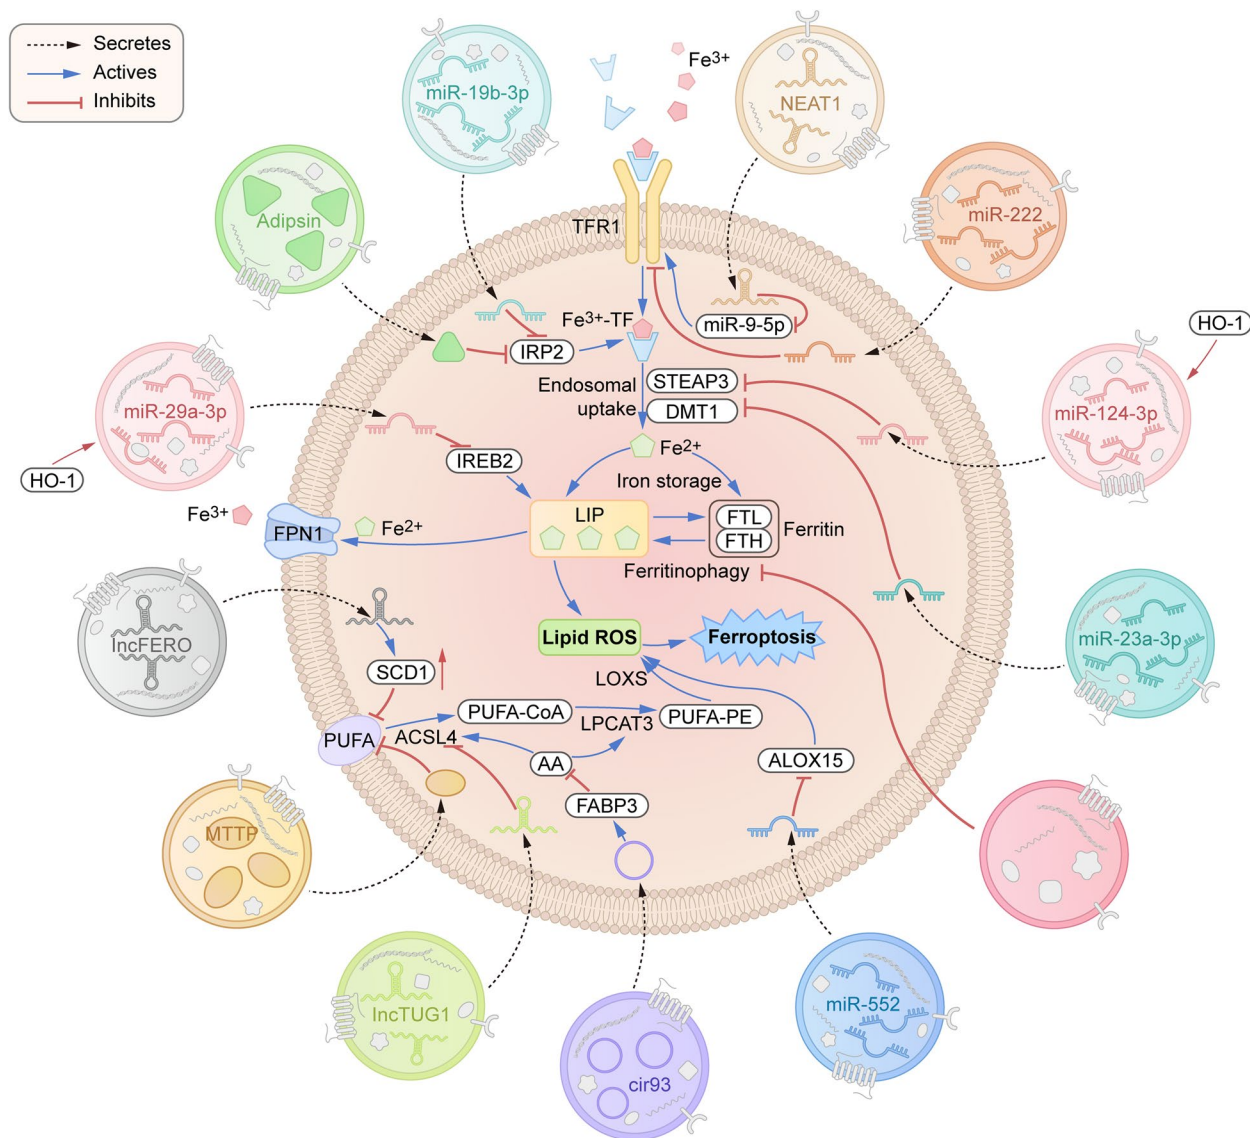 Secretes
Actives
Inhibits
miR-19b-3p
Fe3+
NEAT1
Adipsin
miR-222
TFR1
Fe3+-TF
miR-9-5p
IRP2
HO-1
Endosomal
uptake
STEAP3
DMT1
miR-29a-3p
miR-124-3p
IREB2
Fe2+
HO-1
Iron storage
Fe3+
FPN1
Fe2+
LIP
FTL
FTH
Ferritin
Ferritinophagy
lncFERO
Lipid ROS
Ferroptosis
miR-23a-3p
SCD1
LOXS
PUFA-CoA
LPCAT3
PUFA-PE
PUFA
ACSL4
AA
ALOX15
FABP3
MTTP
lncTUG1
miR-552
cir93